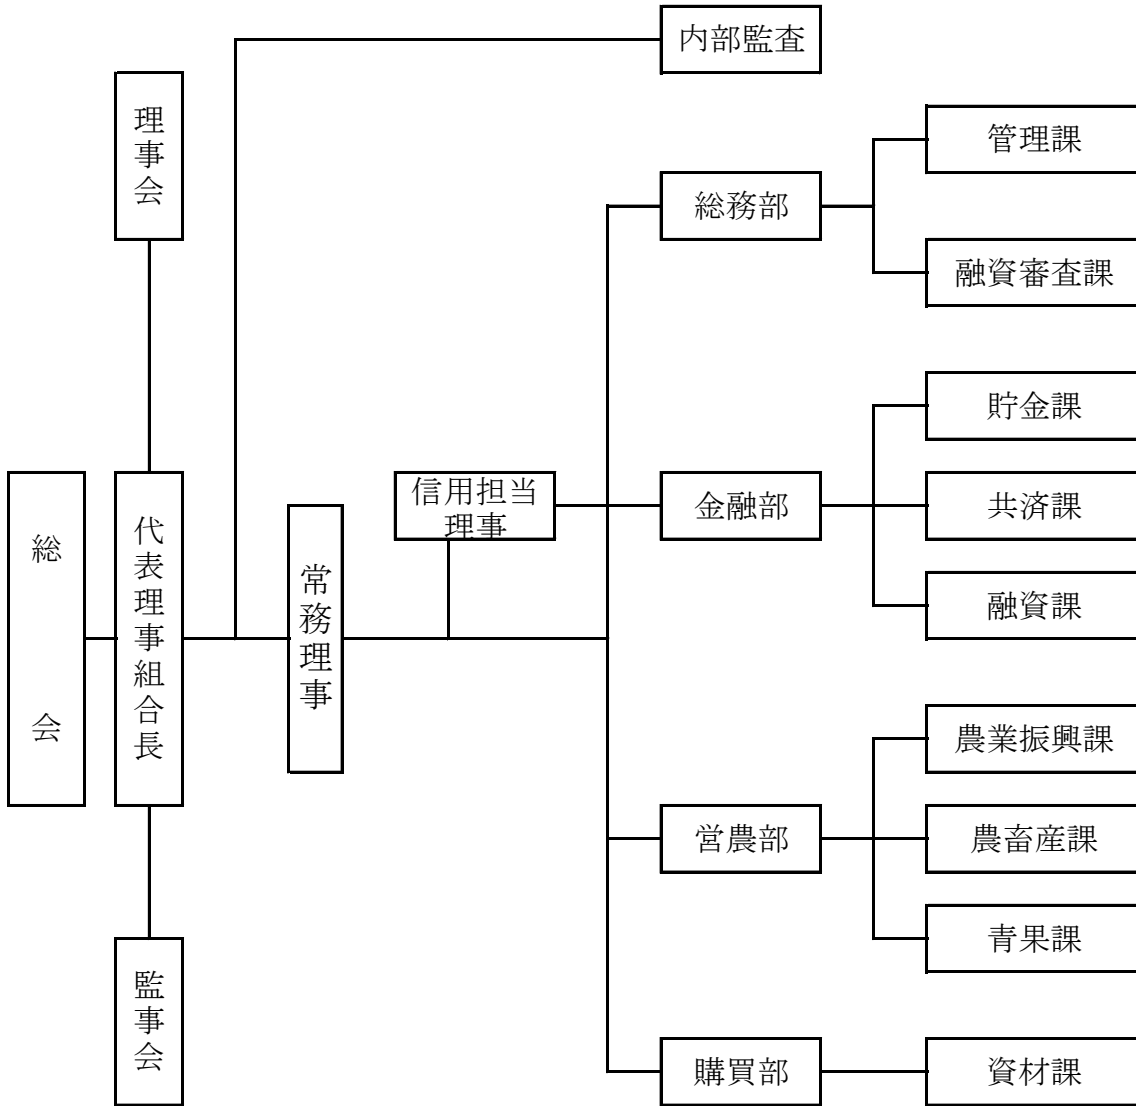 内部監査
理事会
管理課
総務部
融資審査課
貯金課
総会
代表理事組合長
常務理事
信用担当
理事
金融部
共済課
融資課
農業振興課
営農部
農畜産課
青果課
監事会
購買部
資材課